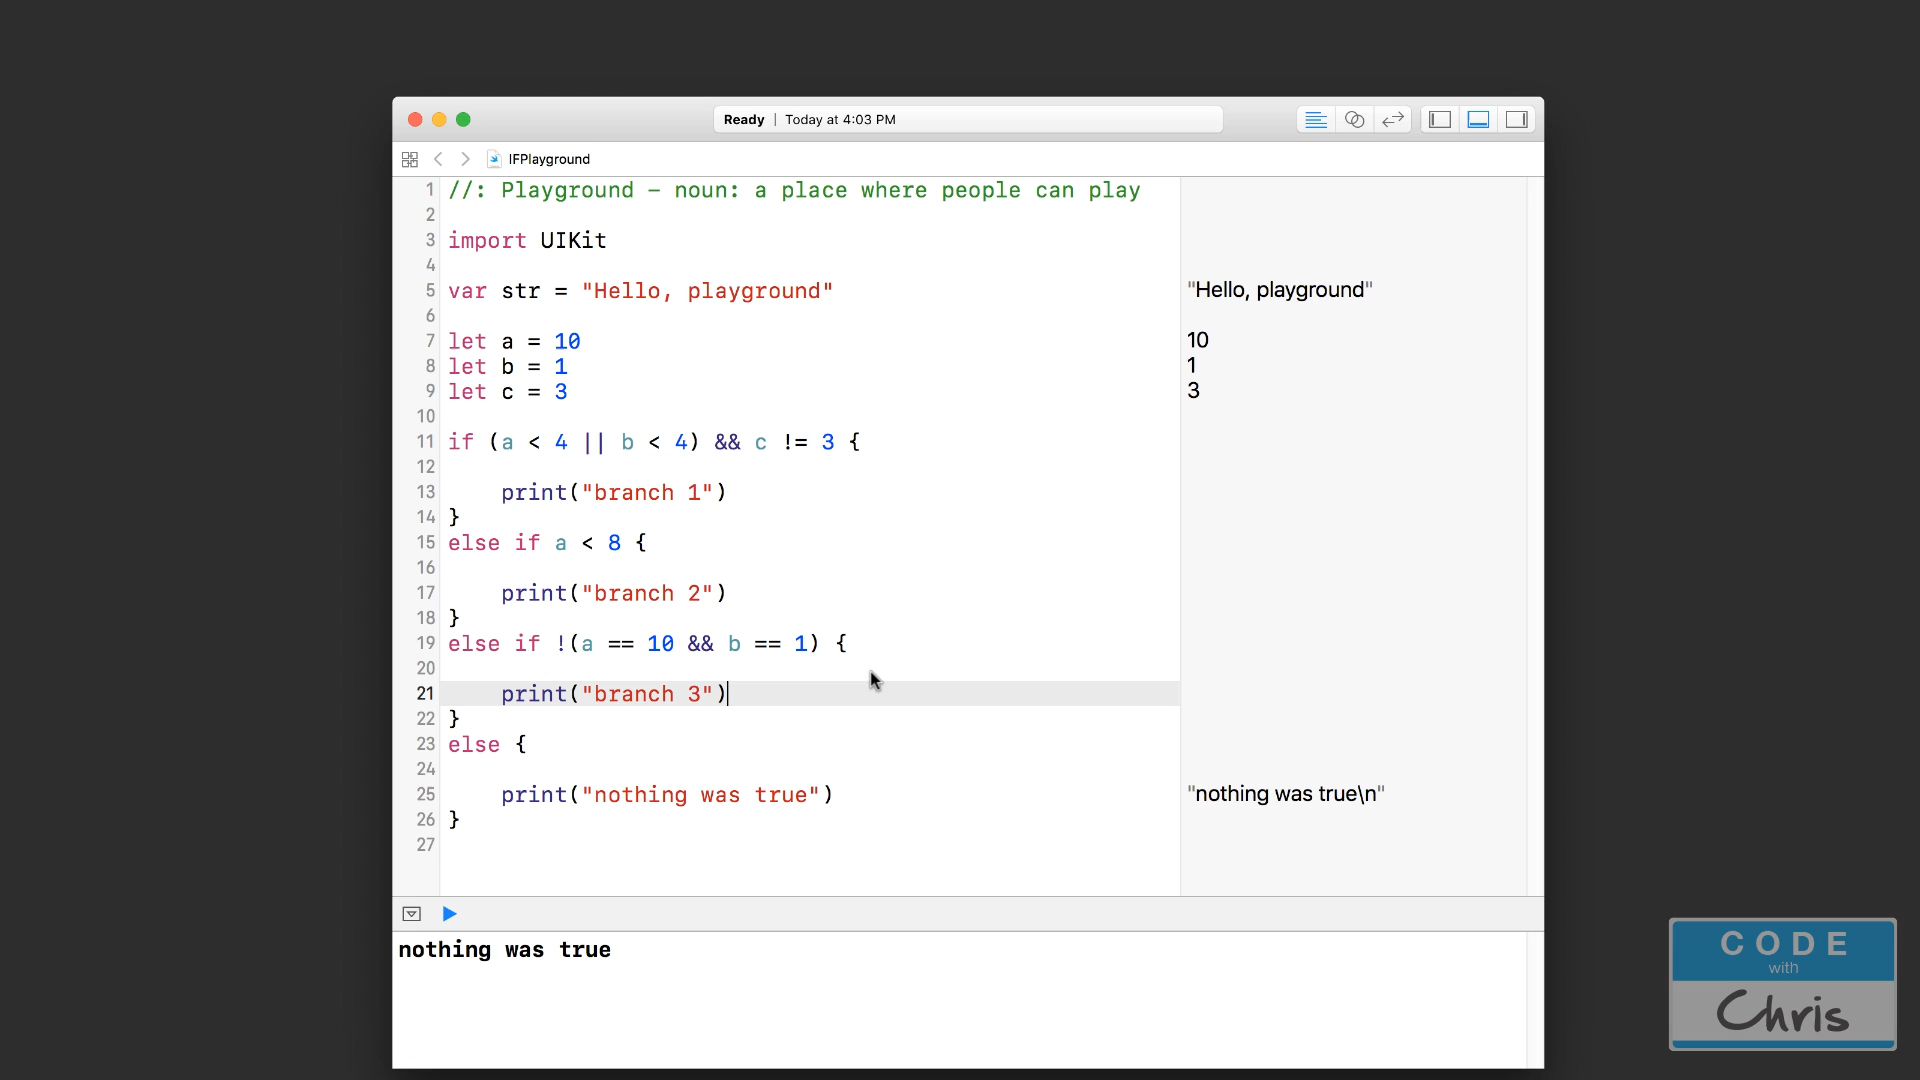 Ready | Today at 4:03 PM
IFPlayground
1 //: Playground – noun: a place where people can play
2
3 import UIKit
4
5 var str = "Hello, playground" "Hello, playground"
6
7 let a = 10 10
8 let b = 1 1
9 let c = 3 3
10
11 if (a < 4 || b < 4) && c != 3 {
12
13     print("branch 1")
14 }
15 else if a < 8 {
16
17     print("branch 2")
18 }
19 else if !(a == 10 && b == 1) {
20
21     print("branch 3")
22 }
23 else {
24
25     print("nothing was true") "nothing was true\n"
26 }
27
nothing was true
CODE
with
Chris